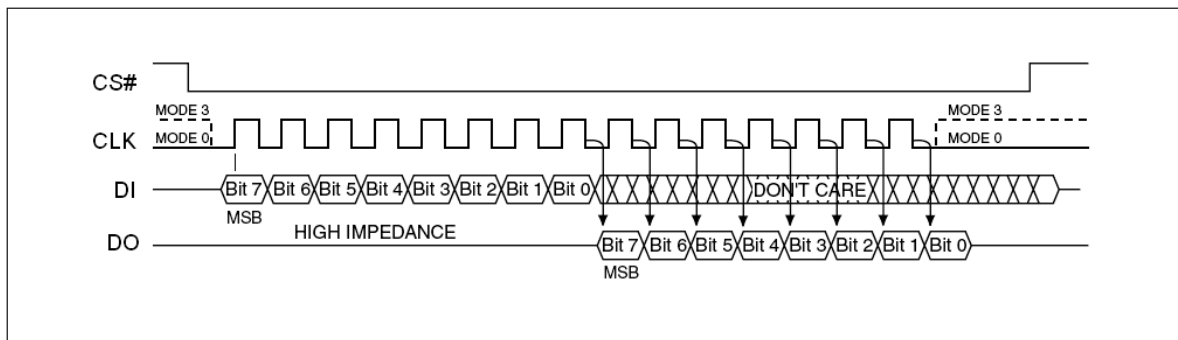 CS#
MODE 3 MODE 3
CLK MODE 0 MODE 0
DI Bit 7 Bit 6 Bit 5 Bit 4 Bit 3 Bit 2 Bit 1 Bit 0 DON'T CARE
MSB
HIGH IMPEDANCE
DO Bit 7 Bit 6 Bit 5 Bit 4 Bit 3 Bit 2 Bit 1 Bit 0
MSB